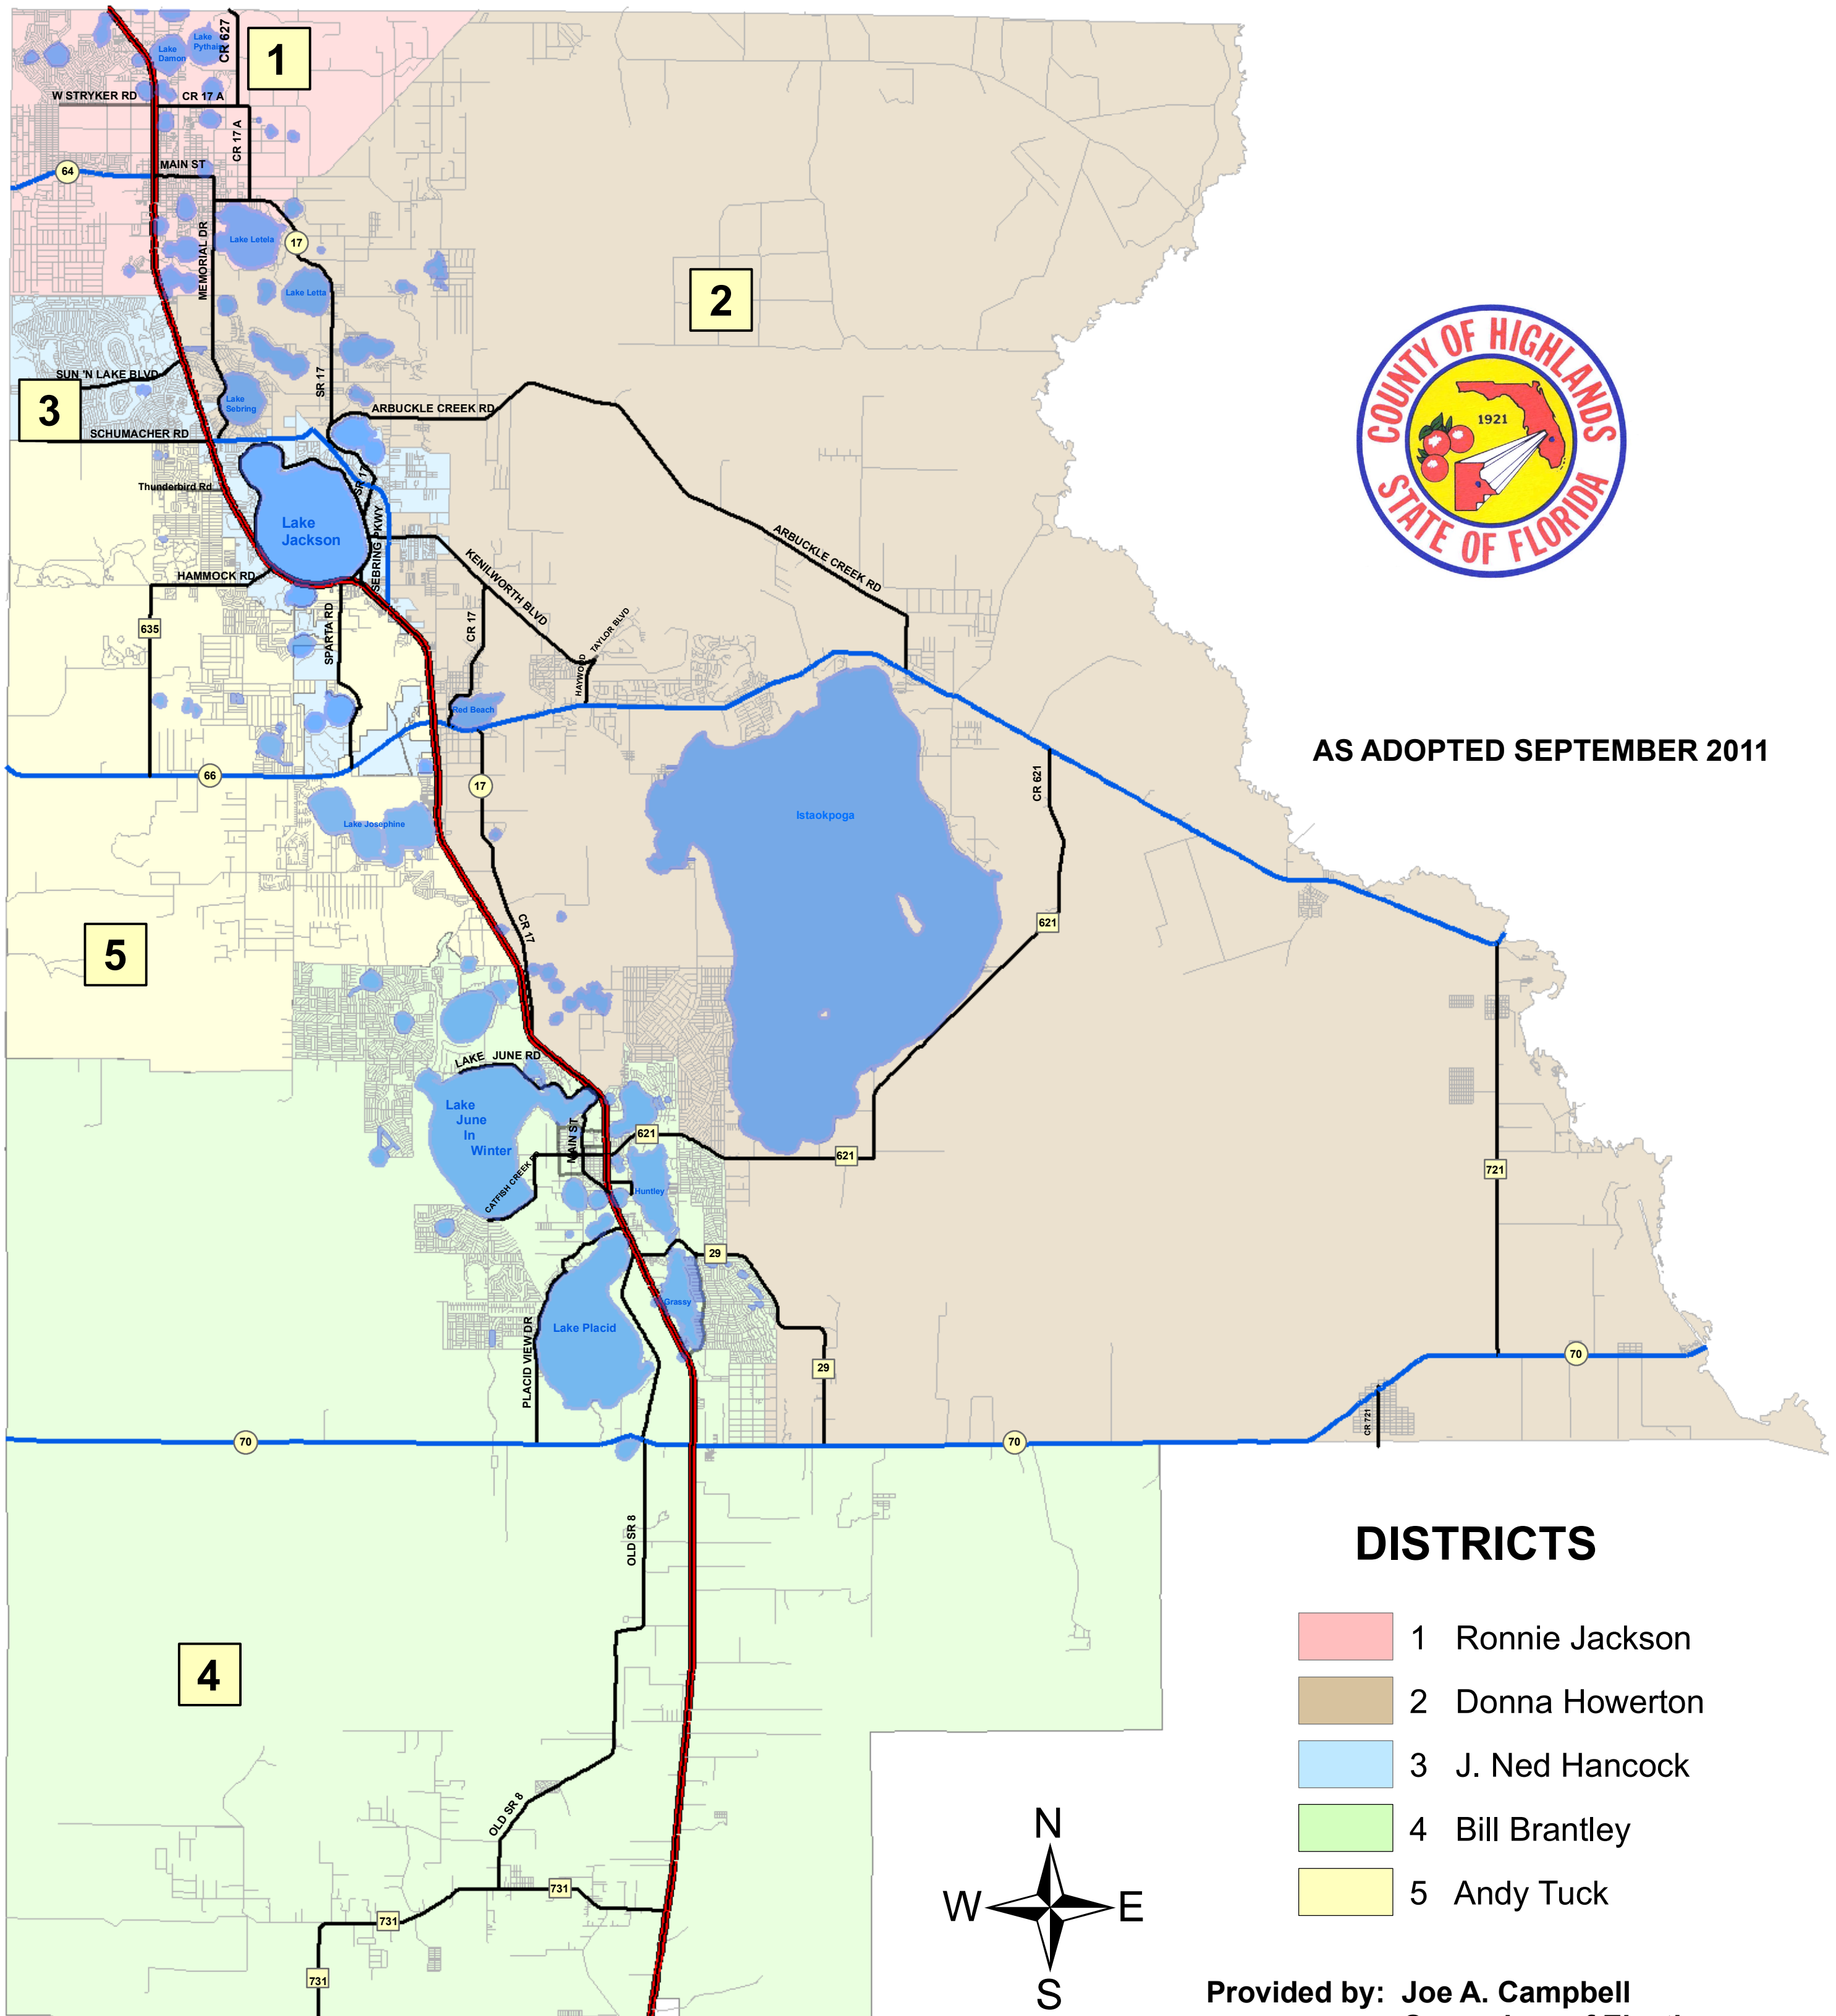 Lake
Pythais
CR 627
Lake
Damon
1
W STRYKER RD
CR 17 A
CR 17 A
64
MAIN ST
MEMORIAL DR
Lake Letela
17
Lake Letta
2
SUN 'N LAKE BLVD
3
Lake
Sebring
SR 17
ARBUCKLE CREEK RD
SCHUMACHER RD
Thunderbird Rd
SR 17
Lake
Jackson
SEBRING PKWY
KENILWORTH BLVD
ARBUCKLE CREEK RD
HAMMOCK RD
635
SPARTA RD
CR 17
TAYLOR BLVD
HAYWOOD
Red Beach
66
17
Lake Josephine
Istaokpoga
CR 621
621
5
CR 17
LAKE JUNE RD
Lake
June
In
Winter
MAIN ST
621
621
CATFISH CREEK
Huntley
721
29
Grassy
Lake Placid
PLACID VIEW DR
29
70
CR 721
70
70
OLD SR 8
4
OLD SR 8
731
731
731
COUNTY OF HIGHLANDS
1921
STATE OF FLORIDA
AS ADOPTED SEPTEMBER 2011
DISTRICTS
1 Ronnie Jackson
2 Donna Howerton
3 J. Ned Hancock
4 Bill Brantley
5 Andy Tuck
N
W E
S
Provided by: Joe A. Campbell